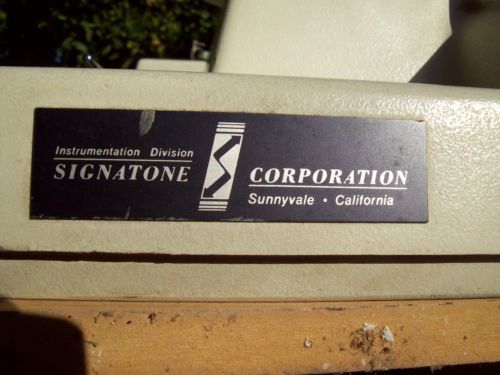 Instrumentation Division
SIGNATONE CORPORATION
Sunnyvale • California